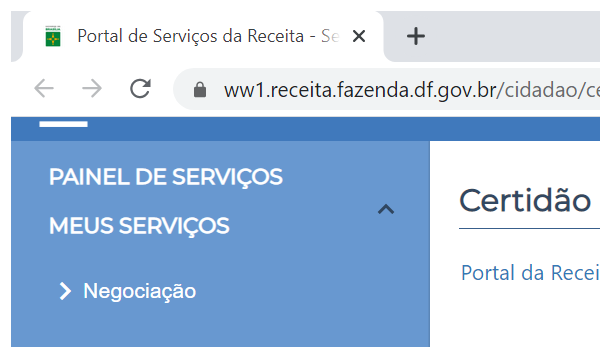 Portal de Serviços da Receita - Se
ww1.receita.fazenda.df.gov.br/cidadao/ce
PAINEL DE SERVIÇOS
MEUS SERVIÇOS
Negociação
Certidão
Portal da Recei